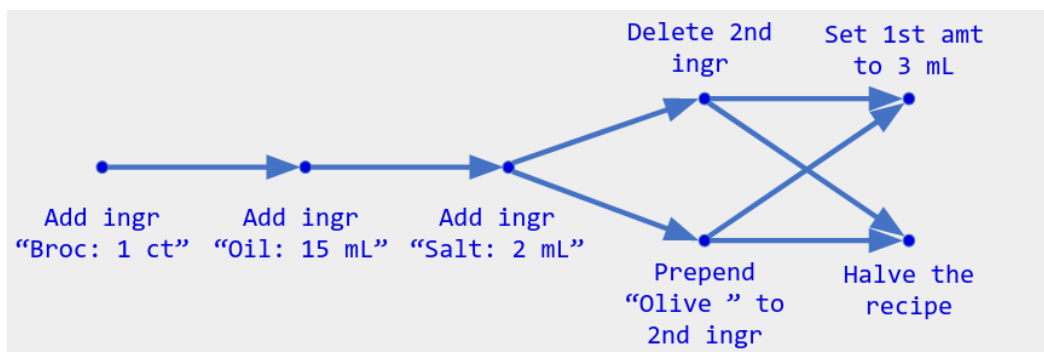 Delete 2nd
ingr
Set 1st amt
to 3 mL
Add ingr
“Broc: 1 ct”
Add ingr
“Oil: 15 mL”
Add ingr
“Salt: 2 mL”
Prepend
“Olive ” to
2nd ingr
Halve the
recipe